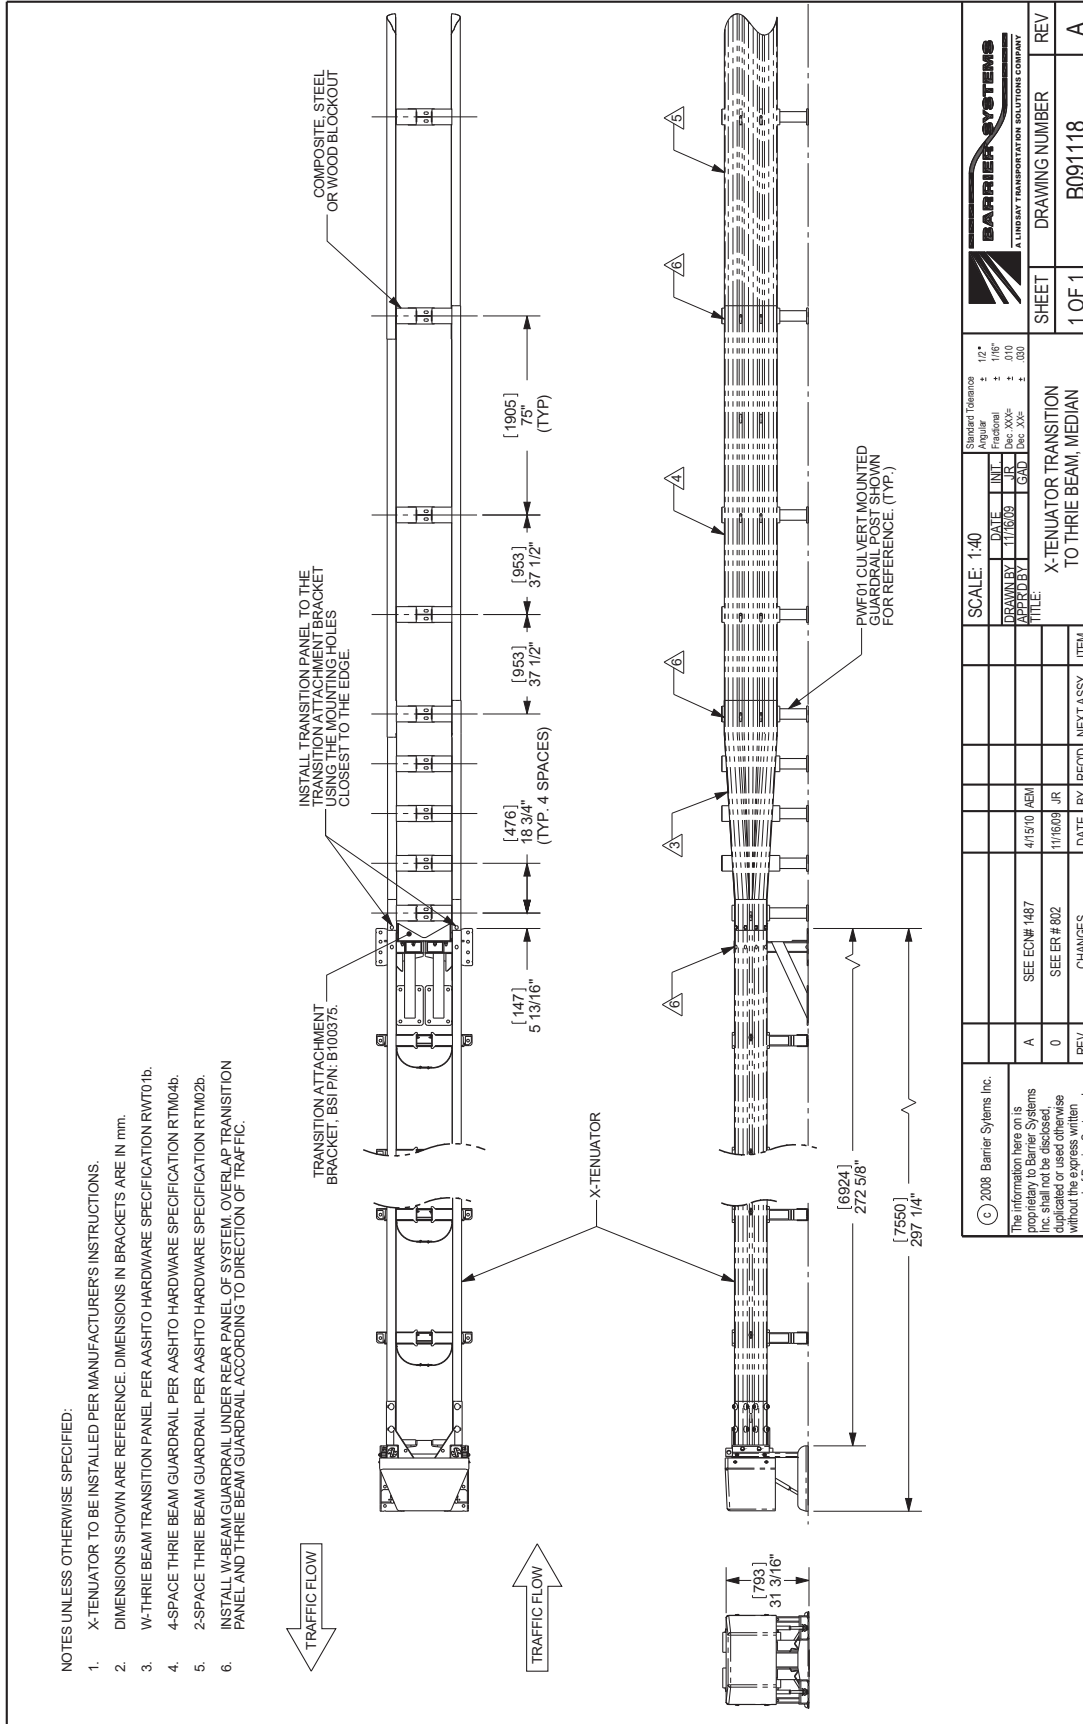 NOTES UNLESS OTHERWISE SPECIFIED:
1. X-TENUATOR TO BE INSTALLED PER MANUFACTURER'S INSTRUCTIONS.
2. DIMENSIONS SHOWN ARE REFERENCE. DIMENSIONS IN BRACKETS ARE IN mm.
3. W-THRIE BEAM TRANSITION PANEL PER AASHTO HARDWARE SPECIFICATION RWT01b.
4. 4-SPACE THRIE BEAM GUARDRAIL PER AASHTO HARDWARE SPECIFICATION RTM04b.
5. 2-SPACE THRIE BEAM GUARDRAIL PER AASHTO HARDWARE SPECIFICATION RTM02b.
6. INSTALL W-BEAM GUARDRAIL UNDER REAR PANEL OF SYSTEM. OVERLAP TRANISITION
PANEL AND THRIE BEAM GUARDRAIL ACCORDING TO DIRECTION OF TRAFFIC.
TRAFFIC FLOW
TRAFFIC FLOW
TRANSITION ATTACHMENT
BRACKET, BSI P/N: B100375.
INSTALL TRANSITION PANEL TO THE
TRANSITION ATTACHMENT BRACKET
USING THE MOUNTING HOLES
CLOSEST TO THE EDGE.
COMPOSITE, STEEL
OR WOOD BLOCKOUT
[147]
5 13/16"
[476]
18 3/4"
(TYP. 4 SPACES)
[953]
37 1/2"
[953]
37 1/2"
[1905]
75"
(TYP)
X-TENUATOR
6
3
6
4
6
5
PWF01 CULVERT MOUNTED
GUARDRAIL POST SHOWN
FOR REFERENCE. (TYP.)
[793]
31 3/16"
[6924]
272 5/8"
[7550]
297 1/4"
c 2008 Barrier Sytems Inc.
The information here on is
proprietary to Barrier Systems
Inc. shall not be disclosed,
duplicated or used otherwise
without the express written
A SEE ECN# 1487 4/15/10 AEM
0 SEE ER # 802 11/16/09 JR
REV CHANGES DATE BY REQ'D NEXT ASSY. ITEM
SCALE: 1:40
DATE INIT.
DRAWN BY 11/16/09 JR
APPR'D BY GAD
Standard Tolerance
Angular ± 1/2°
Fractional ± 1/16"
Dec .XXX= ± .010
Dec .XX= ± .030
TITLE:
X-TENUATOR TRANSITION
TO THRIE BEAM, MEDIAN
BARRIER SYSTEMS
A LINDSAY TRANSPORTATION SOLUTIONS COMPANY
SHEET DRAWING NUMBER REV
1 OF 1 B091118 A